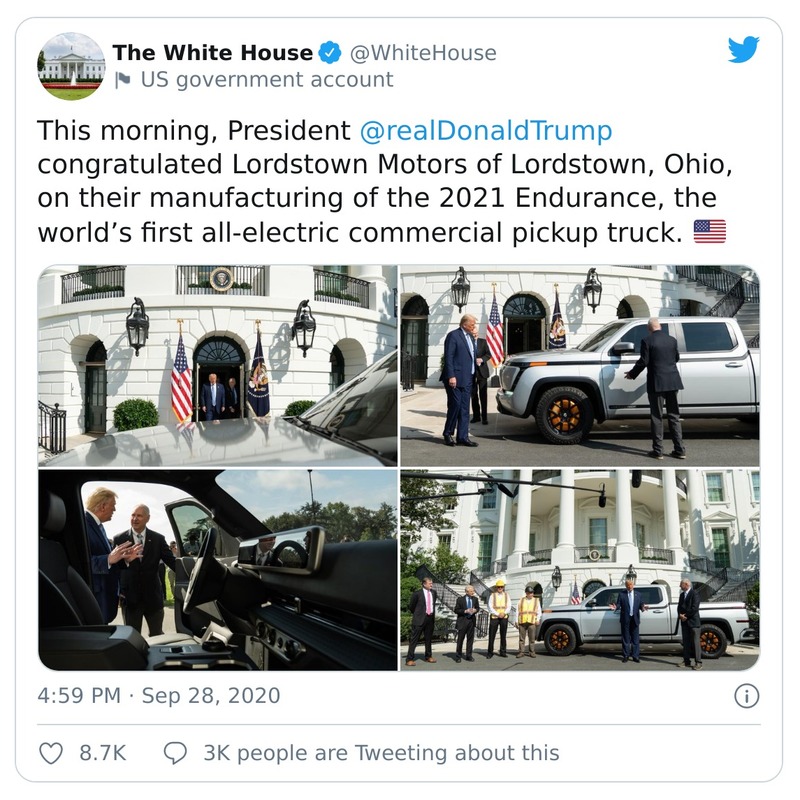 The White House @WhiteHouse
US government account
This morning, President @realDonaldTrump
congratulated Lordstown Motors of Lordstown, Ohio,
on their manufacturing of the 2021 Endurance, the
world’s first all-electric commercial pickup truck. 🇺🇸
4:59 PM · Sep 28, 2020
8.7K 3K people are Tweeting about this